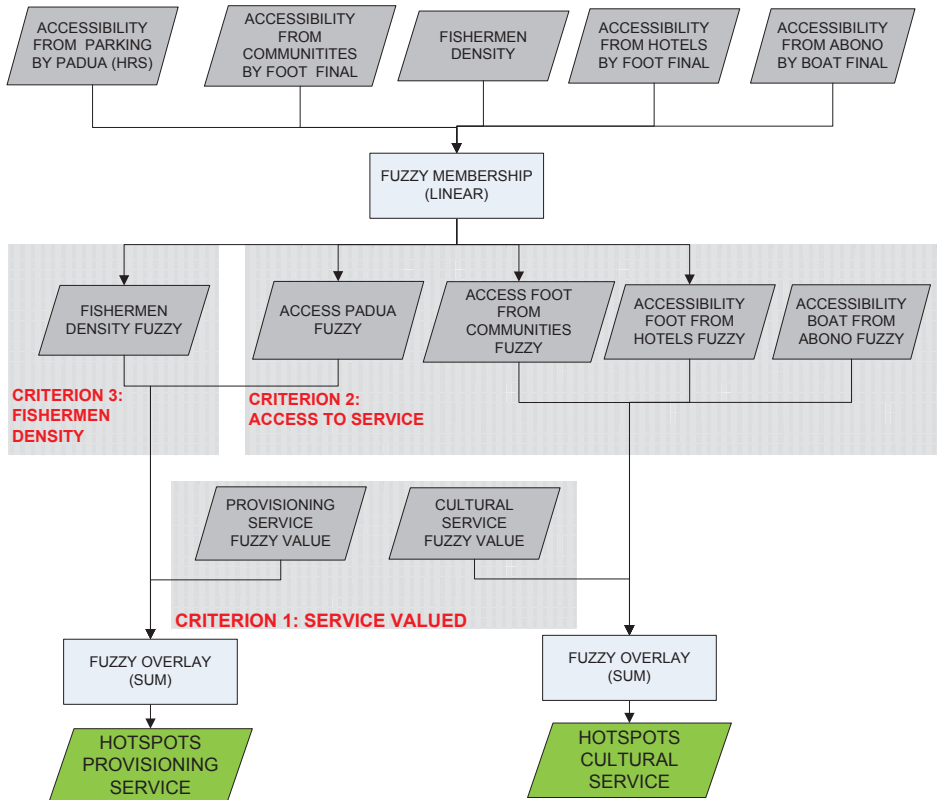 ACCESSIBILITY
FROM PARKING
BY PADUA (HRS)
ACCESSIBILITY
FROM
COMMUNITITES
BY FOOT FINAL
FISHERMEN
DENSITY
ACCESSIBILITY
FROM HOTELS
BY FOOT FINAL
ACCESSIBILITY
FROM ABONO
BY BOAT FINAL
FUZZY MEMBERSHIP
(LINEAR)
FISHERMEN
DENSITY FUZZY
ACCESS PADUA
FUZZY
ACCESS FOOT
FROM
COMMUNITIES
FUZZY
ACCESSIBILITY
FOOT FROM
HOTELS FUZZY
ACCESSIBILITY
BOAT FROM
ABONO FUZZY
CRITERION 3:
FISHERMEN
DENSITY
CRITERION 2:
ACCESS TO SERVICE
PROVISIONING
SERVICE
FUZZY VALUE
CULTURAL
SERVICE
FUZZY VALUE
CRITERION 1: SERVICE VALUED
FUZZY OVERLAY
(SUM)
FUZZY OVERLAY
(SUM)
HOTSPOTS
PROVISIONING
SERVICE
HOTSPOTS
CULTURAL
SERVICE